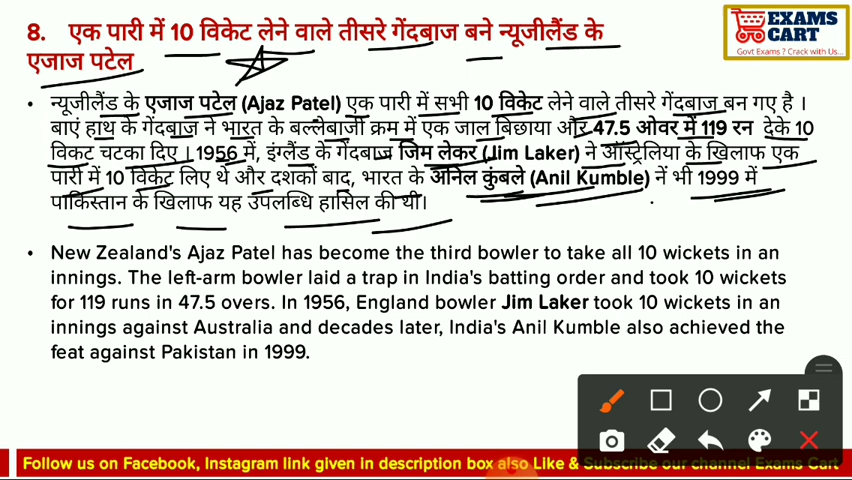 8. एक पारी में 10 विकेट लेने वाले तीसरे गेंदबाज बने न्यूजीलैंड के
एजाज पटेल
EXAMS
CART
Govt Exams ? Crack with Us...
• न्यूजीलैंड के एजाज पटेल (Ajaz Patel) एक पारी में सभी 10 विकेट लेने वाले तीसरे गेंदबाज बन गए है ।
बाएं हाथ के गेंदबाज ने भारत के बल्लेबाजी क्रम में एक जाल बिछाया और 47.5 ओवर में 119 रन देके 10
विकट चटका दिए । 1956 में, इंग्लैंड के गेंदबाज जिम लेकर (Jim Laker) ने ऑस्ट्रेलिया के खिलाफ एक
पारी में 10 विकेट लिए थे और दशकों बाद, भारत के अनिल कुंबले (Anil Kumble) नें भी 1999 में
पाकिस्तान के खिलाफ यह उपलब्धि हासिल की थी।
• New Zealand's Ajaz Patel has become the third bowler to take all 10 wickets in an
innings. The left-arm bowler laid a trap in India's batting order and took 10 wickets
for 119 runs in 47.5 overs. In 1956, England bowler Jim Laker took 10 wickets in an
innings against Australia and decades later, India's Anil Kumble also achieved the
feat against Pakistan in 1999.
Follow us on Facebook, Instagram link given in description box also Like & Subscribe our channel Exams Cart